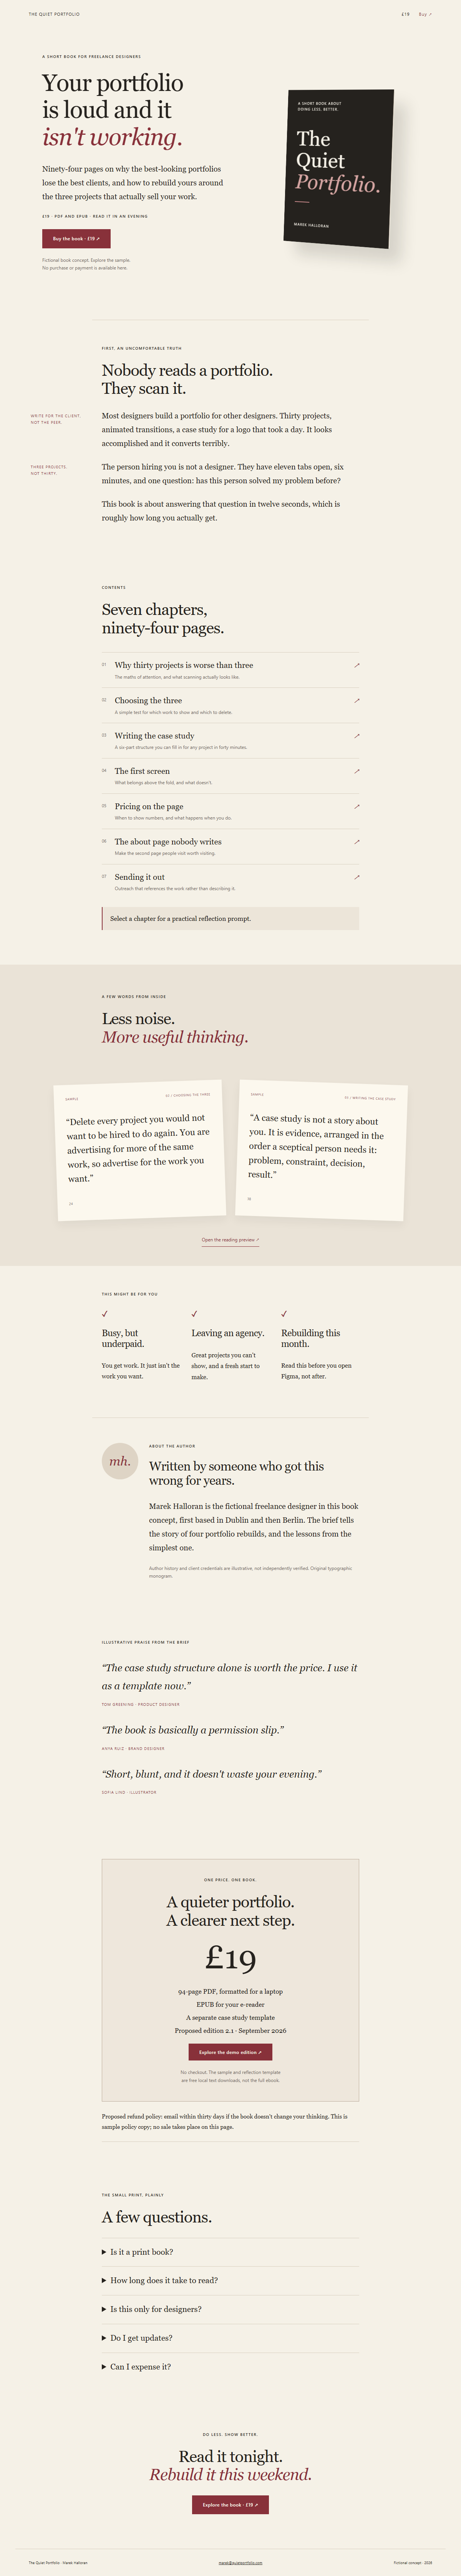 THE QUIET PORTFOLIO
£19 Buy ↗
A SHORT BOOK FOR FREELANCE DESIGNERS
Your portfolio
is loud and it
isn't working.
Ninety-four pages on why the best-looking portfolios
lose the best clients, and how to rebuild yours around
the three projects that actually sell your work.
£19 · PDF AND EPUB · READ IT IN AN EVENING
Buy the book · £19 ↗
Fictional book concept. Explore the sample.
No purchase or payment is available here.
A SHORT BOOK ABOUT
DOING LESS, BETTER.
The
Quiet
Portfolio.
MAREK HALLORAN
FIRST, AN UNCOMFORTABLE TRUTH
Nobody reads a portfolio.
They scan it.
WRITE FOR THE CLIENT,
NOT THE PEER.
Most designers build a portfolio for other designers. Thirty projects,
animated transitions, a case study for a logo that took a day. It looks
accomplished and it converts terribly.
THREE PROJECTS.
NOT THIRTY.
The person hiring you is not a designer. They have eleven tabs open, six
minutes, and one question: has this person solved my problem before?
This book is about answering that question in twelve seconds, which is
roughly how long you actually get.
CONTENTS
Seven chapters,
ninety-four pages.
01 Why thirty projects is worse than three ↗
The maths of attention, and what scanning actually looks like.
02 Choosing the three ↗
A simple test for which work to show and which to delete.
03 Writing the case study ↗
A six-part structure you can fill in for any project in forty minutes.
04 The first screen ↗
What belongs above the fold, and what doesn't.
05 Pricing on the page ↗
When to show numbers, and what happens when you do.
06 The about page nobody writes ↗
Make the second page people visit worth visiting.
07 Sending it out ↗
Outreach that references the work rather than describing it.
Select a chapter for a practical reflection prompt.
A FEW WORDS FROM INSIDE
Less noise.
More useful thinking.
SAMPLE
02 / CHOOSING THE THREE
“Delete every project you would not
want to be hired to do again. You are
advertising for more of the same
work, so advertise for the work you
want.”
SAMPLE
03 / WRITING THE CASE STUDY
“A case study is not a story about
you. It is evidence, arranged in the
order a sceptical person needs it:
problem, constraint, decision,
result.”
Open the reading preview ↗
THIS MIGHT BE FOR YOU
✓
Busy, but
underpaid.
You get work. It just isn't the
work you want.
✓
Leaving an agency.
Great projects you can't
show, and a fresh start to
make.
✓
Rebuilding this
month.
Read this before you open
Figma, not after.
mh.
ABOUT THE AUTHOR
Written by someone who got this
wrong for years.
Marek Halloran is the fictional freelance designer in this book
concept, first based in Dublin and then Berlin. The brief tells
the story of four portfolio rebuilds, and the lessons from the
simplest one.
Author history and client credentials are illustrative, not independently verified. Original typographic
monogram.
ILLUSTRATIVE PRAISE FROM THE BRIEF
“The case study structure alone is worth the price. I use it
as a template now.”
TOM GREENING · PRODUCT DESIGNER
“The book is basically a permission slip.”
ANYA RUIZ · BRAND DESIGNER
“Short, blunt, and it doesn't waste your evening.”
SOFIA LIND · ILLUSTRATOR
ONE PRICE. ONE BOOK.
A quieter portfolio.
A clearer next step.
£19
94-page PDF, formatted for a laptop
EPUB for your e-reader
A separate case study template
Proposed edition 2.1 · September 2026
Explore the demo edition ↗
No checkout. The sample and reflection template
are free local text downloads, not the full ebook.
Proposed refund policy: email within thirty days if the book doesn't change your thinking. This is
sample policy copy; no sale takes place on this page.
THE SMALL PRINT, PLAINLY
A few questions.
Is it a print book?
How long does it take to read?
Is this only for designers?
Do I get updates?
Can I expense it?
DO LESS. SHOW BETTER.
Read it tonight.
Rebuild it this weekend.
Explore the book · £19 ↗
The Quiet Portfolio · Marek Halloran
marek@quietportfolio.com
Fictional concept · 2026